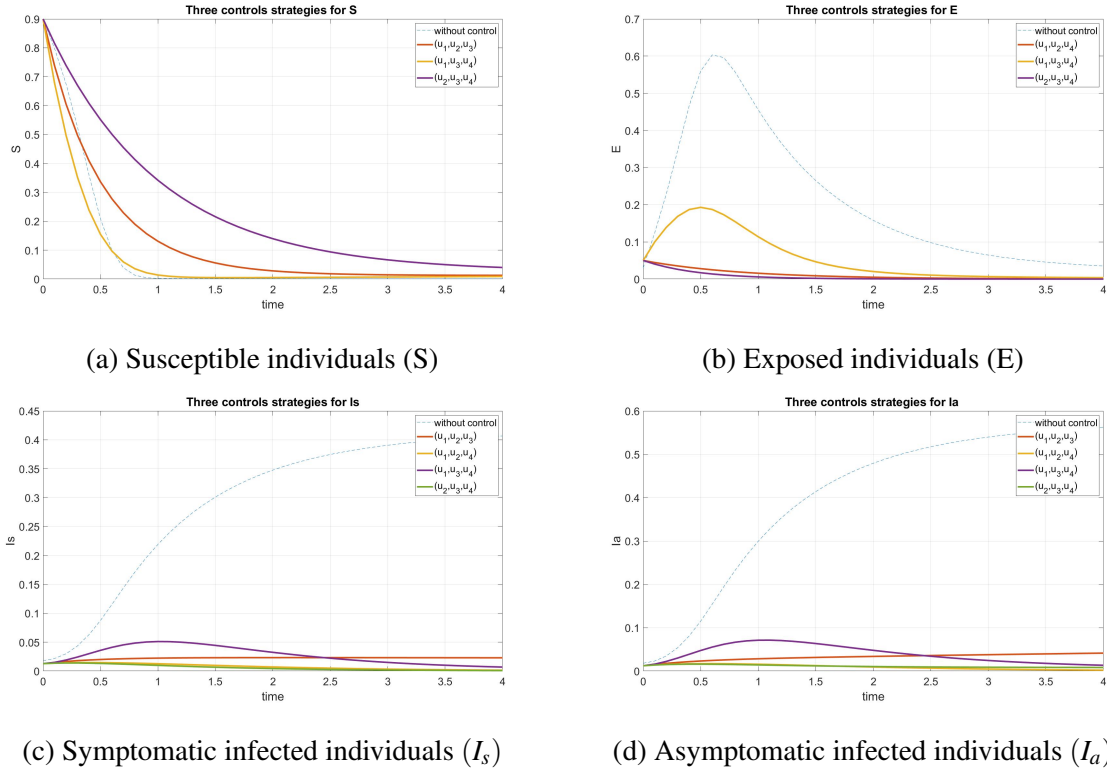 Three controls strategies for S
without control
(u1,u2,u3)
(u1,u3,u4)
(u2,u3,u4)
0.9
0.8
0.7
0.6
0.5
0.4
0.3
0.2
0.1
0
S
0 0.5 1 1.5 2 2.5 3 3.5 4
time
(a) Susceptible individuals (S)
Three controls strategies for E
without control
(u1,u2,u4)
(u1,u3,u4)
(u2,u3,u4)
0.7
0.6
0.5
0.4
0.3
0.2
0.1
0
E
0 0.5 1 1.5 2 2.5 3 3.5 4
time
(b) Exposed individuals (E)
Three controls strategies for Is
without control
(u1,u2,u3)
(u1,u2,u4)
(u1,u3,u4)
(u2,u3,u4)
0.45
0.4
0.35
0.3
0.25
0.2
0.15
0.1
0.05
0
Is
0 0.5 1 1.5 2 2.5 3 3.5 4
time
(c) Symptomatic infected individuals (Is)
Three controls strategies for Ia
without control
(u1,u2,u3)
(u1,u2,u4)
(u1,u3,u4)
(u2,u3,u4)
0.6
0.5
0.4
0.3
0.2
0.1
0
Ia
0 0.5 1 1.5 2 2.5 3 3.5 4
time
(d) Asymptomatic infected individuals (Ia)